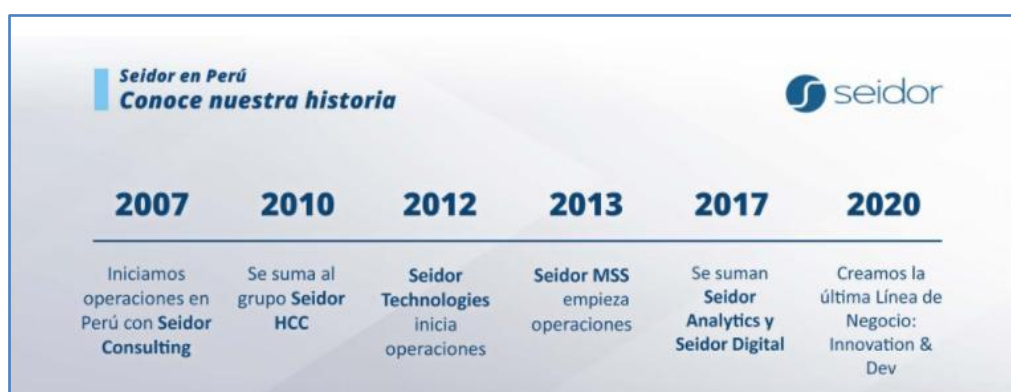 Seidor en Perú
Conoce nuestra historia
seidor
2007
Iniciamos
operaciones en
Perú con Seidor
Consulting
2010
Se suma al
grupo Seidor
HCC
2012
Seidor
Technologies
inicia
operaciones
2013
Seidor MSS
empieza
operaciones
2017
Se suman
Seidor
Analytics y
Seidor Digital
2020
Creamos la
última Línea de
Negocio:
Innovation &
Dev